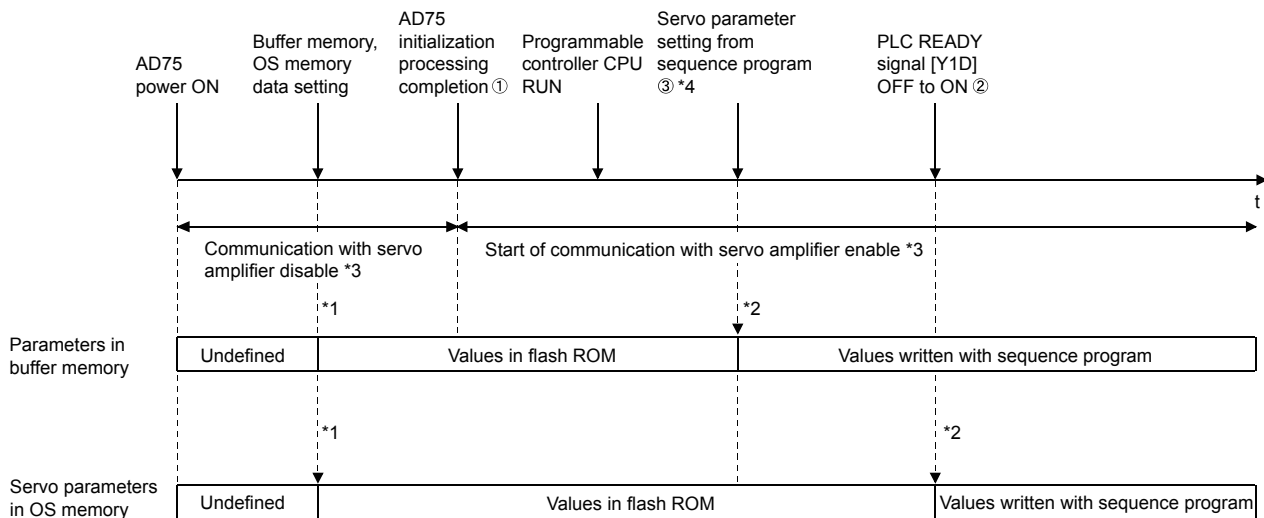 AD75
power ON
Buffer memory,
OS memory
data setting
AD75
initialization
processing
completion ①
Programmable
controller CPU
RUN
Servo parameter
setting from
sequence program
③ *4
PLC READY
signal [Y1D]
OFF to ON ②
t
Communication with servo
amplifier disable *3
Start of communication with servo amplifier enable *3
*1
*2
Parameters in
buffer memory
Undefined
Values in flash ROM
Values written with sequence program
*1
*2
Servo parameters
in OS memory
Undefined
Values in flash ROM
Values written with sequence program